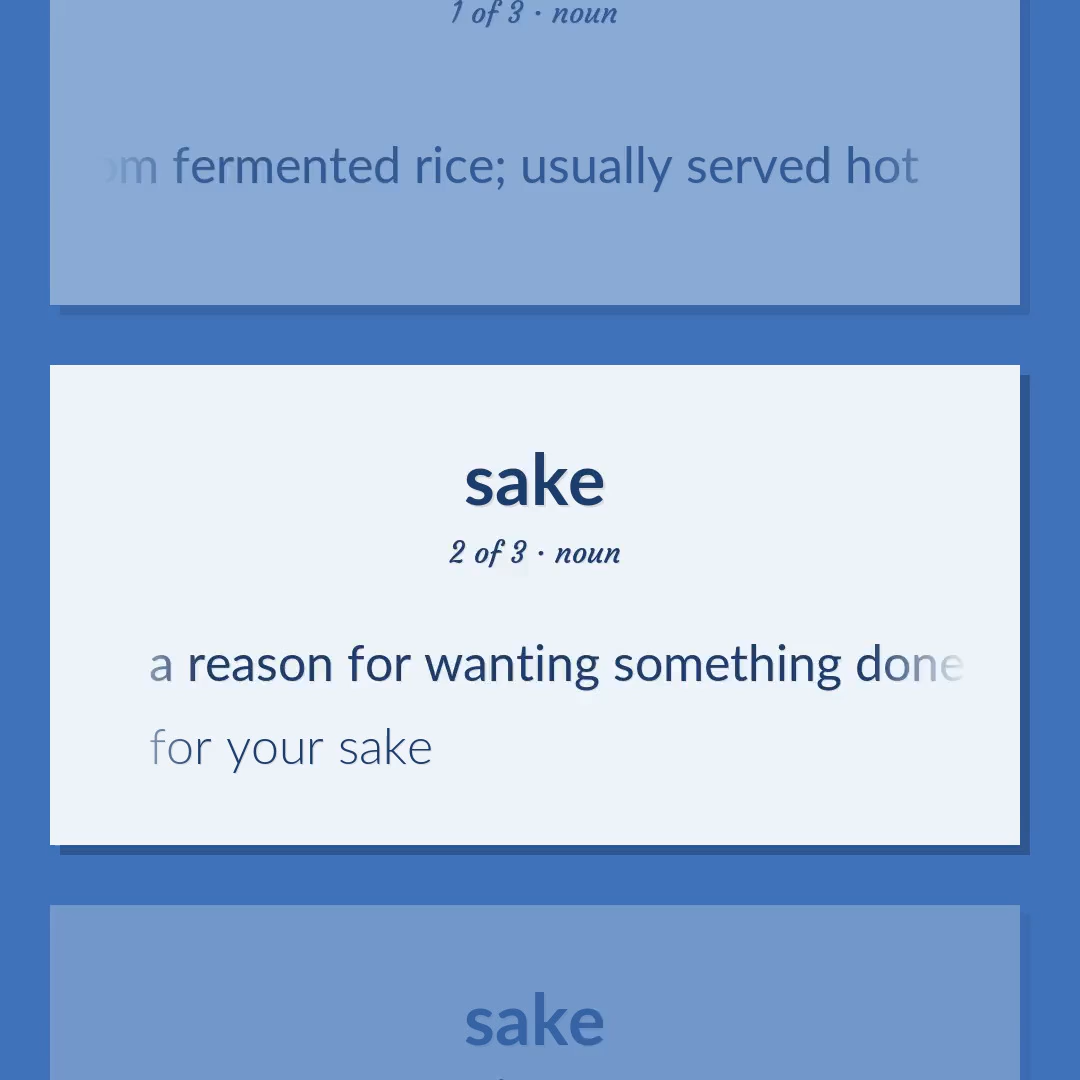 1 of 3 · noun
fermented rice; usually served hot
sake
2 of 3 · noun
a reason for wanting something done
for your sake
sake